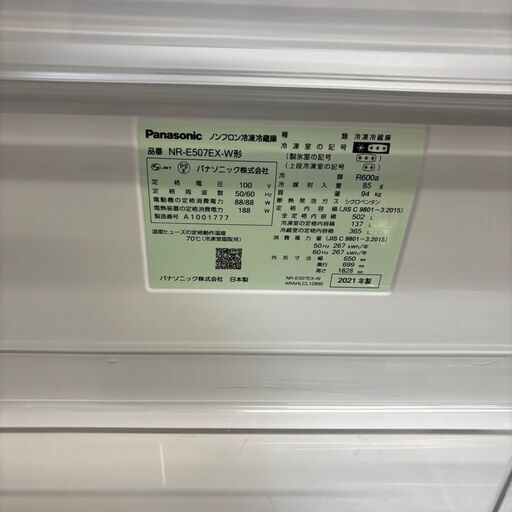 Panasonic ノンフロン冷凍冷蔵庫
品番 NR-E507EX-W形
JET PS E パナソニック株式会社
定格電圧 100 V
定格周波数 50/60 Hz
電動機の定格消費電力 88/88 W
電熱装置の定格消費電力 188 W
製造番号 A1001777
温度ヒューズの定格動作温度
70℃(冷凍室霜取用)
パナソニック株式会社 日本製
種類 冷凍冷蔵庫
冷凍室の記号 ＊***
(製氷室の記号 **)
(上段冷凍室の記号 ***)
冷媒 R600a
冷媒封入量 85 g
質量 94 kg
断熱発泡ガス シクロペンタン
定格内容積 (JIS C 9801-3:2015)
全定格内容積 502 L
冷凍室の定格内容積 137 L
冷蔵室の定格内容積 365 L
消費電力量 (JIS C 9801-3:2015)
50Hz 267 kWh/年
60Hz 267 kWh/年
外形寸法 幅 650 mm
奥行 699 mm
高さ 1828 mm
NR-E507EX-W
ARAHLCL12890
2021年製